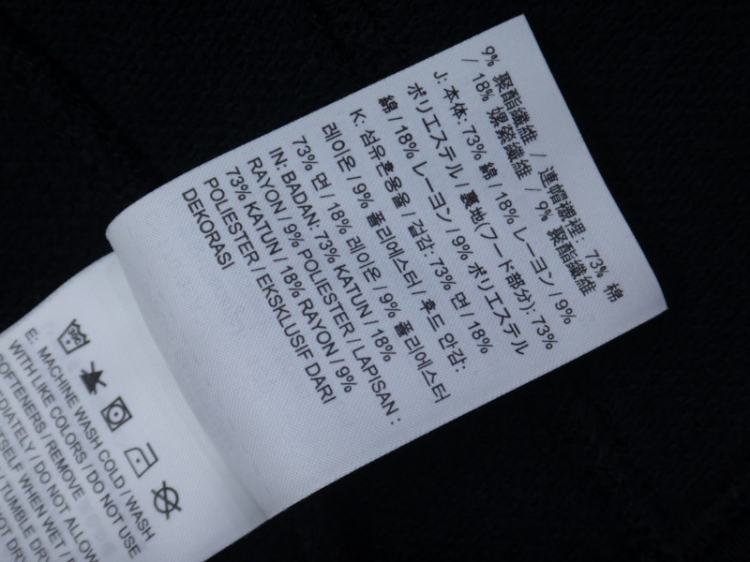 9% 聚酯纖維 / 連帽襯裡: 73% 棉
/ 18% 嫘縈纖維 / 9% 聚酯纖維
J: 本体: 73% 綿 / 18% レーヨン / 9%
ポリエステル / 裏地(フード部分): 73%
綿 / 18% レーヨン / 9% ポリエステル
K: 섬유혼용율 / 겉감: 73% 면 / 18%
레이온 / 9% 폴리에스터 / 후드 안감:
73% 면 / 18% 레이온 / 9% 폴리에스터
IN: BADAN: 73% KATUN / 18%
RAYON / 9% POLIESTER / LAPISAN :
73% KATUN / 18% RAYON / 9%
POLIESTER / EKSKLUSIF DARI
DEKORASI
E: MACHINE WASH COLD / WASH
WITH LIKE COLORS / DO NOT USE
SOFTENERS / REMOVE
/ DO NOT ALLOW
WHEN WET /
/ TUMBLE